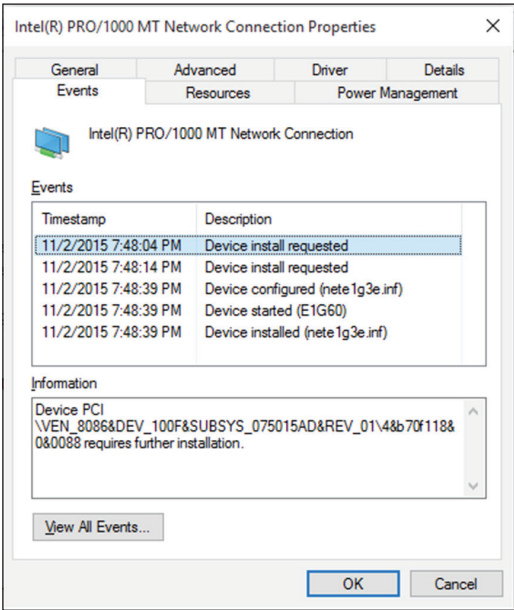 Intel(R) PRO/1000 MT Network Connection Properties
General Advanced Driver Details
Events Resources Power Management
Intel(R) PRO/1000 MT Network Connection
Events
Timestamp Description
11/2/2015 7:48:04 PM Device install requested
11/2/2015 7:48:14 PM Device install requested
11/2/2015 7:48:39 PM Device configured (nete1g3e.inf)
11/2/2015 7:48:39 PM Device started (E1G60)
11/2/2015 7:48:39 PM Device installed (nete1g3e.inf)
Information
Device PCI
\VEN_8086&DEV_100F&SUBSYS_075015AD&REV_01\4&b70f118&
0&0088 requires further installation.
View All Events...
OK Cancel